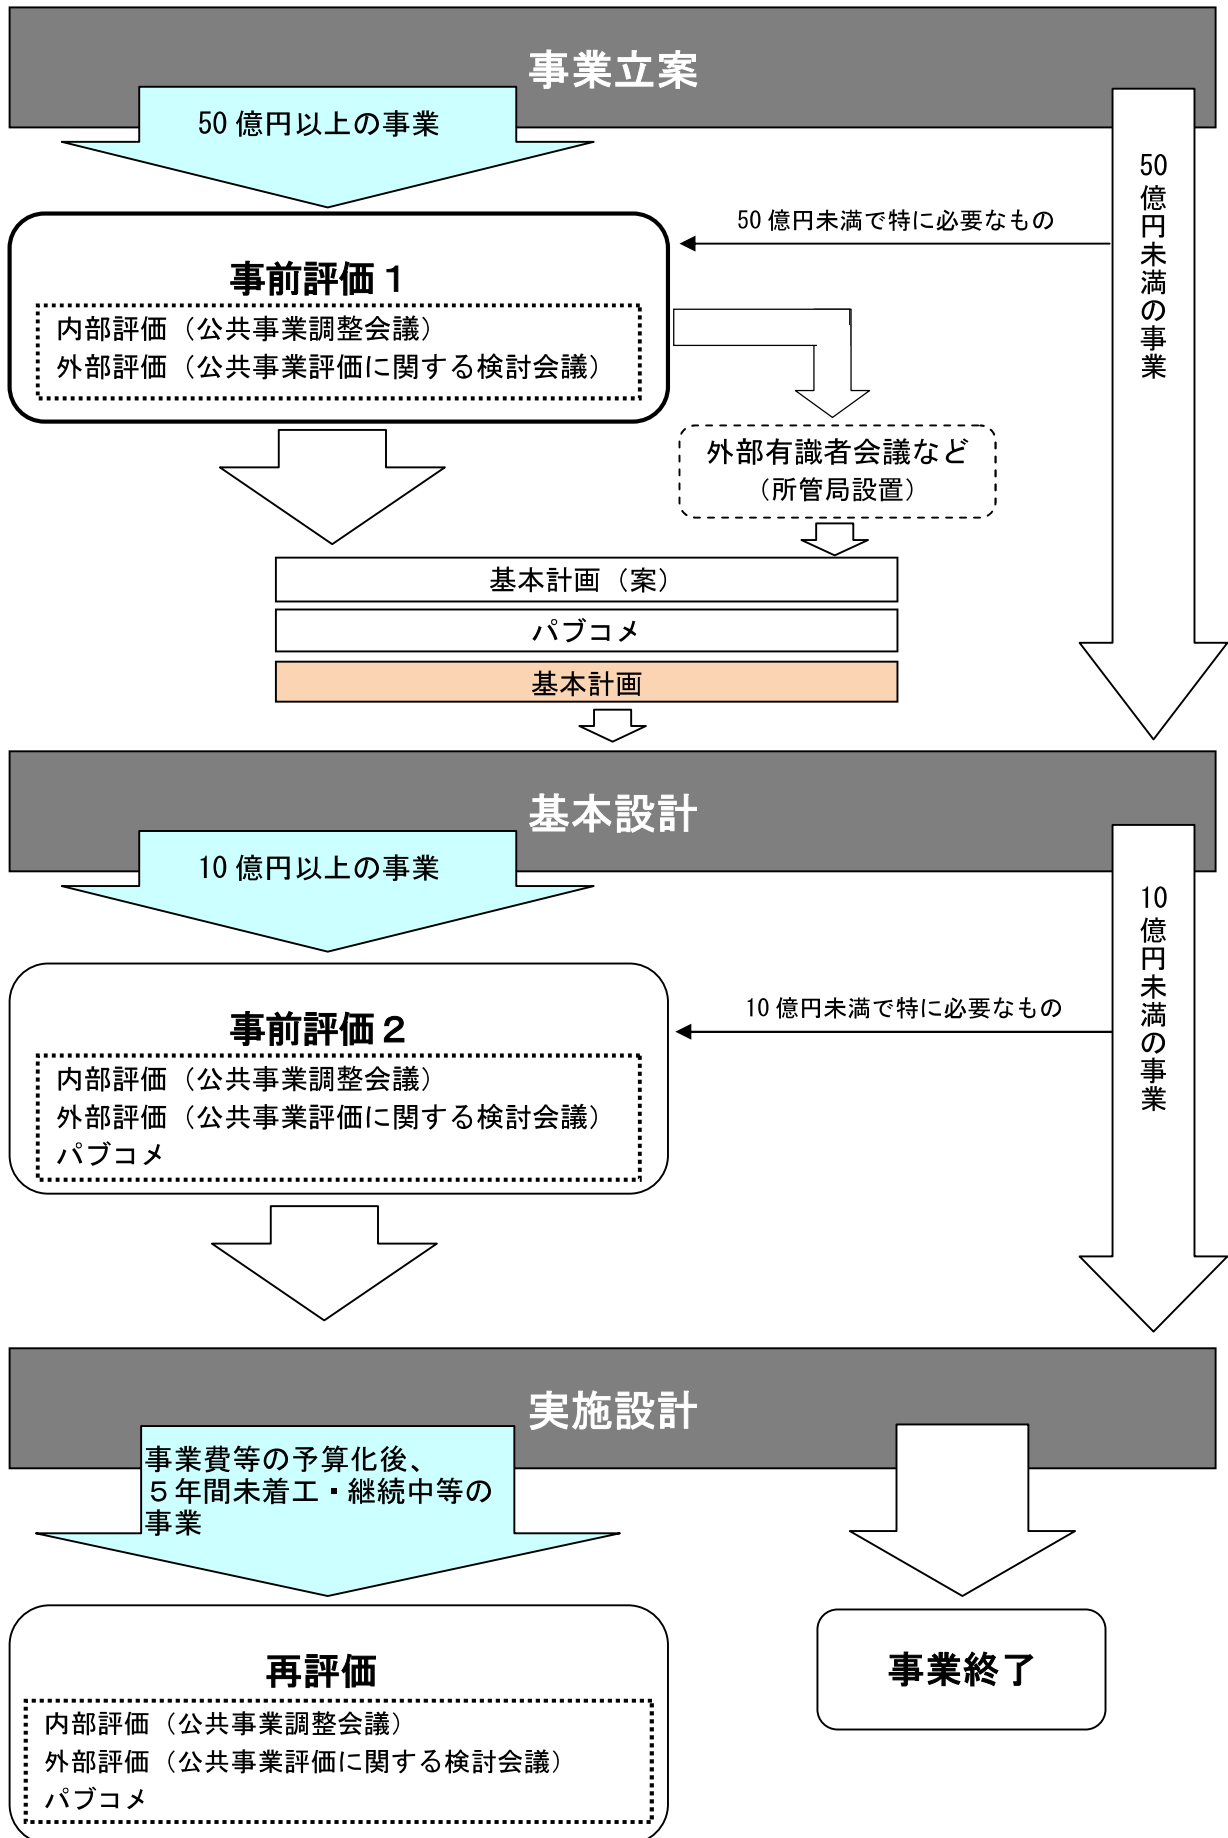 事業立案
50億円以上の事業
50億円未満の事業
50億円未満で特に必要なもの
事前評価１
内部評価（公共事業調整会議）
外部評価（公共事業評価に関する検討会議）
外部有識者会議など
（所管局設置）
基本計画（案）
パブコメ
基本計画
基本設計
10億円以上の事業
10億円未満の事業
10億円未満で特に必要なもの
事前評価２
内部評価（公共事業調整会議）
外部評価（公共事業評価に関する検討会議）
パブコメ
実施設計
事業費等の予算化後、
５年間未着工・継続中等の
事業
再評価
内部評価（公共事業調整会議）
外部評価（公共事業評価に関する検討会議）
パブコメ
事業終了